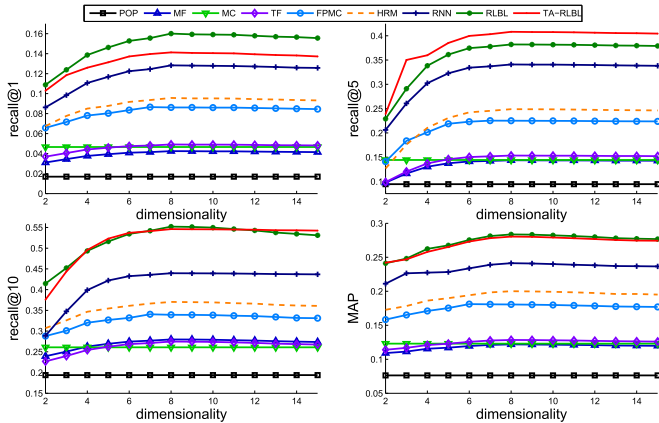 POP MF MC TF FPMC HRM RNN RLBL TA-RLBL
recall@1
0.16
0.14
0.12
0.1
0.08
0.06
0.04
0.02
0
2 4 6 8 10 12 14
dimensionality
recall@5
0.4
0.35
0.3
0.25
0.2
0.15
0.1
2 4 6 8 10 12 14
dimensionality
recall@10
0.55
0.5
0.45
0.4
0.35
0.3
0.25
0.2
0.15
2 4 6 8 10 12 14
dimensionality
MAP
0.3
0.25
0.2
0.15
0.1
0.05
2 4 6 8 10 12 14
dimensionality